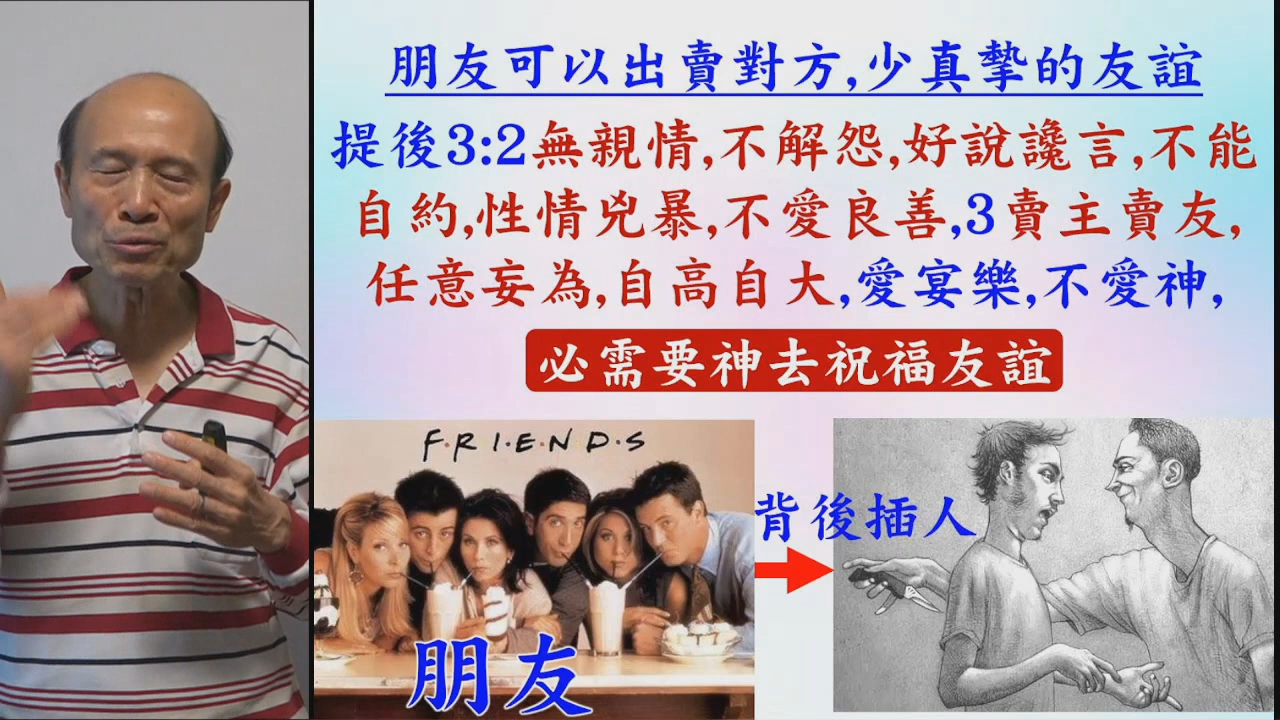 朋友可以出賣對方,少真摯的友誼
提後3:2無親情,不解怨,好說讒言,不能
自約,性情兇暴,不愛良善,3賣主賣友,
任意妄為,自高自大,愛宴樂,不愛神,
必需要神去祝福友誼
F·R·I·E·N·D·S
背後插人
朋友